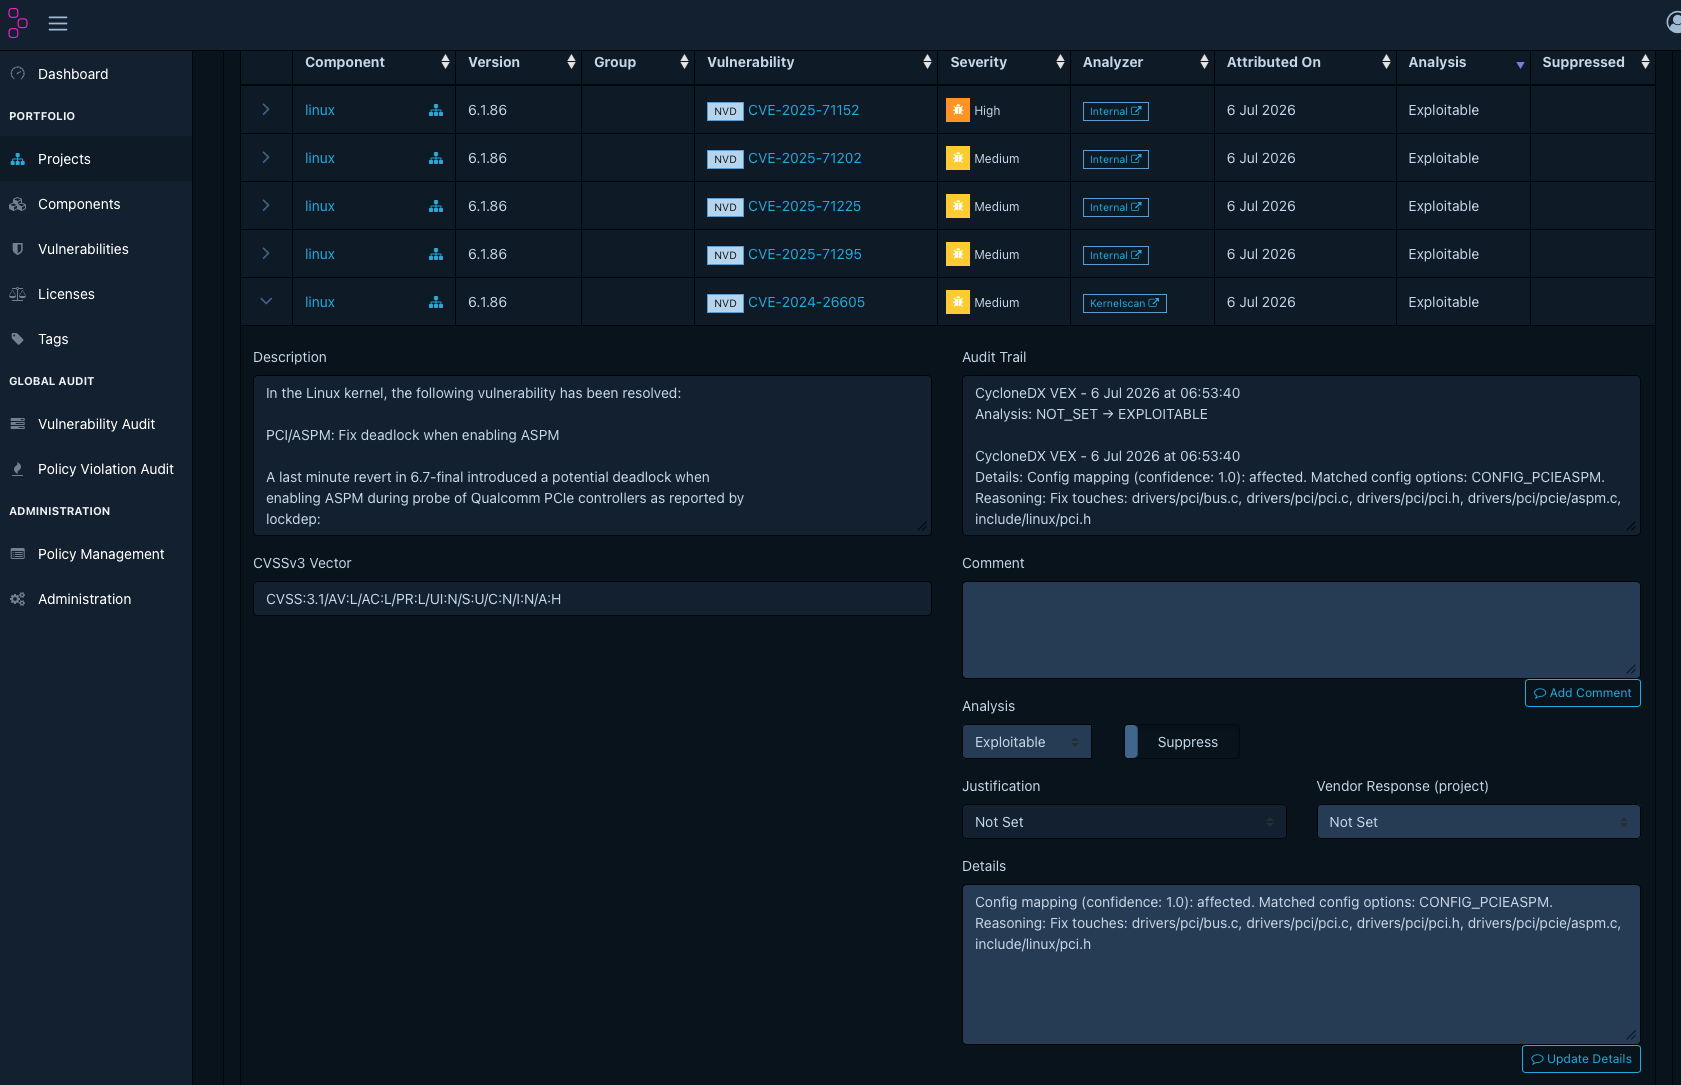 Dashboard
PORTFOLIO
Projects
Components
Vulnerabilities
Licenses
Tags
GLOBAL AUDIT
Vulnerability Audit
Policy Violation Audit
ADMINISTRATION
Policy Management
Administration
Component Version Group Vulnerability Severity Analyzer Attributed On Analysis Suppressed
linux 6.1.86 NVD CVE-2025-71152 High Internal 6 Jul 2026 Exploitable
linux 6.1.86 NVD CVE-2025-71202 Medium Internal 6 Jul 2026 Exploitable
linux 6.1.86 NVD CVE-2025-71225 Medium Internal 6 Jul 2026 Exploitable
linux 6.1.86 NVD CVE-2025-71295 Medium Internal 6 Jul 2026 Exploitable
linux 6.1.86 NVD CVE-2024-26605 Medium Kernelscan 6 Jul 2026 Exploitable
Description
In the Linux kernel, the following vulnerability has been resolved:
PCI/ASPM: Fix deadlock when enabling ASPM
A last minute revert in 6.7-final introduced a potential deadlock when
enabling ASPM during probe of Qualcomm PCIe controllers as reported by
lockdep:
CVSSv3 Vector
CVSS:3.1/AV:L/AC:L/PR:L/UI:N/S:U/C:N/I:N/A:H
Audit Trail
CycloneDX VEX - 6 Jul 2026 at 06:53:40
Analysis: NOT_SET → EXPLOITABLE
CycloneDX VEX - 6 Jul 2026 at 06:53:40
Details: Config mapping (confidence: 1.0): affected. Matched config options: CONFIG_PCIEASPM.
Reasoning: Fix touches: drivers/pci/bus.c, drivers/pci/pci.c, drivers/pci/pci.h, drivers/pci/pcie/aspm.c,
include/linux/pci.h
Comment
Add Comment
Analysis
Exploitable Suppress
Justification Vendor Response (project)
Not Set Not Set
Details
Config mapping (confidence: 1.0): affected. Matched config options: CONFIG_PCIEASPM.
Reasoning: Fix touches: drivers/pci/bus.c, drivers/pci/pci.c, drivers/pci/pci.h, drivers/pci/pcie/aspm.c,
include/linux/pci.h
Update Details